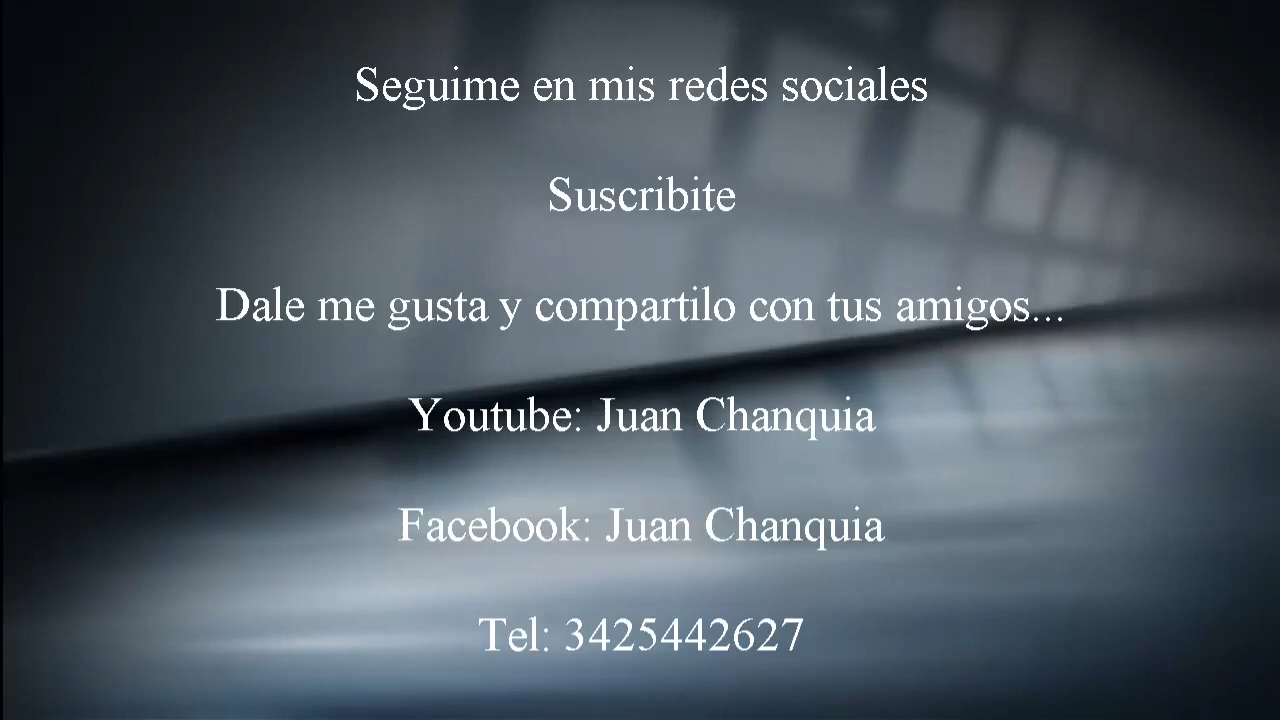 Seguime en mis redes sociales
Suscribite
Dale me gusta y compartilo con tus amigos...
Youtube: Juan Chanquia
Facebook: Juan Chanquia
Tel: 3425442627